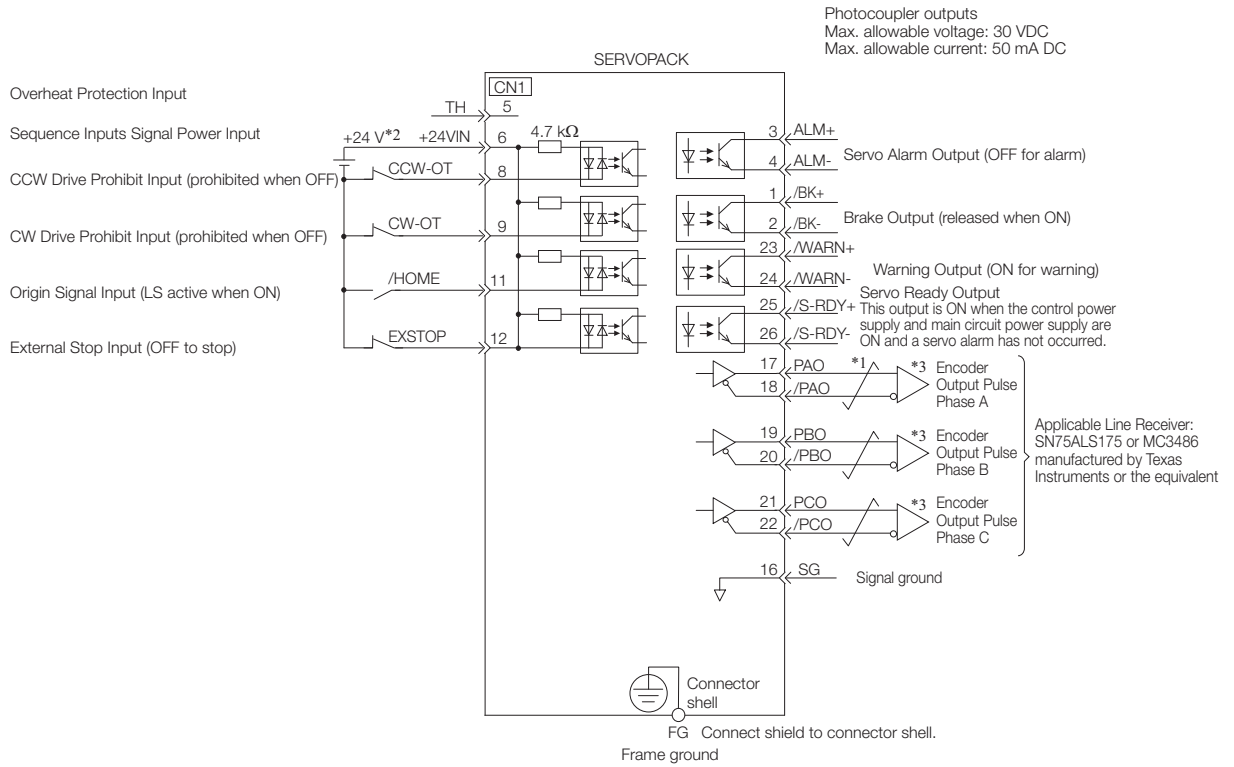 Photocoupler outputs
Max. allowable voltage: 30 VDC
Max. allowable current: 50 mA DC
SERVOPACK
CN1
Overheat Protection Input
TH
5
Sequence Inputs Signal Power Input
+24 V*2
+24VIN
6
4.7 kΩ
CCW Drive Prohibit Input (prohibited when OFF)
CCW-OT
8
CW Drive Prohibit Input (prohibited when OFF)
CW-OT
9
Origin Signal Input (LS active when ON)
/HOME
11
External Stop Input (OFF to stop)
EXSTOP
12
3
ALM+
4
ALM-
Servo Alarm Output (OFF for alarm)
1
/BK+
2
/BK-
Brake Output (released when ON)
23
/WARN+
24
/WARN-
Warning Output (ON for warning)
25
/S-RDY+
26
/S-RDY-
Servo Ready Output
This output is ON when the control power
supply and main circuit power supply are
ON and a servo alarm has not occurred.
17
PAO
18
/PAO
*1
*3
Encoder
Output Pulse
Phase A
19
PBO
20
/PBO
*3
Encoder
Output Pulse
Phase B
21
PCO
22
/PCO
*3
Encoder
Output Pulse
Phase C
Applicable Line Receiver:
SN75ALS175 or MC3486
manufactured by Texas
Instruments or the equivalent
16
SG
Signal ground
Connector
shell
FG
Connect shield to connector shell.
Frame ground